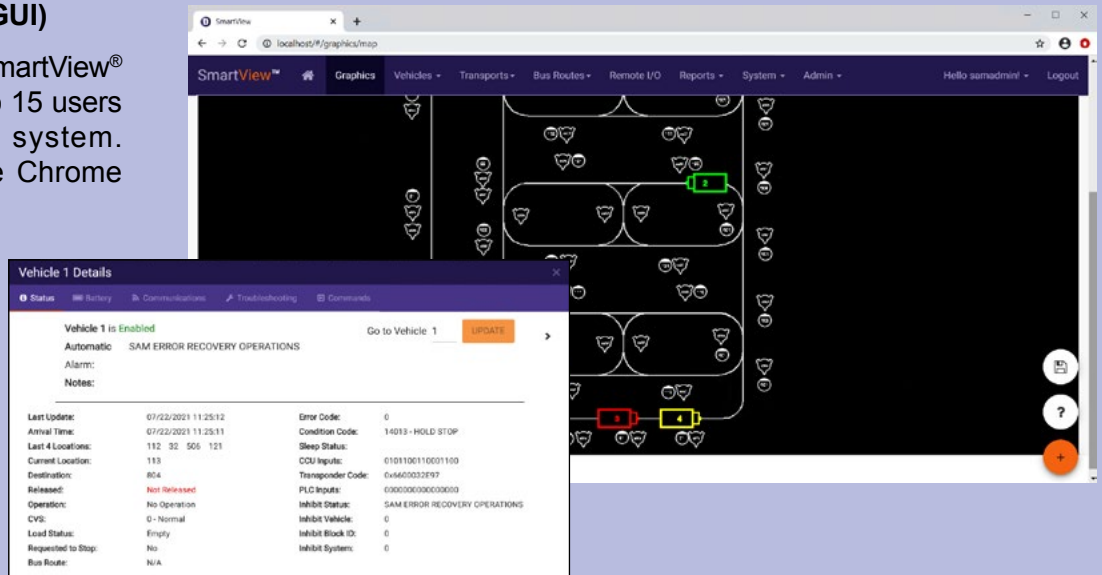 GUI)
martView®
o 15 users
system.
e Chrome
SmartView
localhost/#/graphics/map
SmartView™ Graphics Vehicles Transports Bus Routes Remote I/O Reports System Admin Hello samadmin! Logout
2
3
4
?
+
Vehicle 1 Details
Status Battery Communications Troubleshooting Commands
Vehicle 1 is Enabled Go to Vehicle 1 UPDATE
Automatic SAM ERROR RECOVERY OPERATIONS
Alarm:
Notes:
Last Update: 07/22/2021 11:25:12 Error Code: 0
Arrival Time: 07/22/2021 11:25:11 Condition Code: 14013 - HOLD STOP
Last 4 Locations: 112 32 506 121 Sleep Status:
Current Location: 113 CCU Inputs: 0101100110001100
Destination: 804 Transponder Code: 0x6600032E97
Released: Not Released PLC Inputs: 0000000000000000
Operation: No Operation Inhibit Status: SAM ERROR RECOVERY OPERATIONS
CVS: 0 - Normal Inhibit Vehicle: 0
Load Status: Empty Inhibit Block ID: 0
Requested to Stop: No Inhibit System: 0
Bus Route: N/A